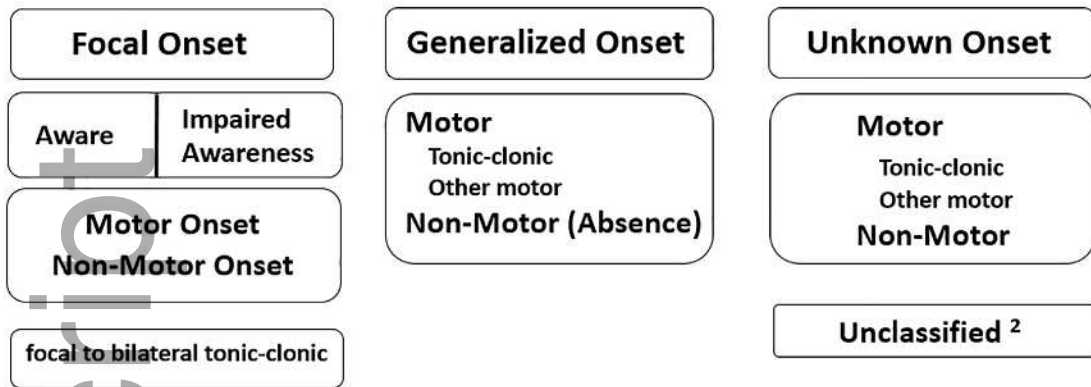 Focal Onset
Aware
Impaired
Awareness
Motor Onset
Non-Motor Onset
focal to bilateral tonic-clonic
Generalized Onset
Motor
Tonic-clonic
Other motor
Non-Motor (Absence)
Unknown Onset
Motor
Tonic-clonic
Other motor
Non-Motor
Unclassified ²
ript